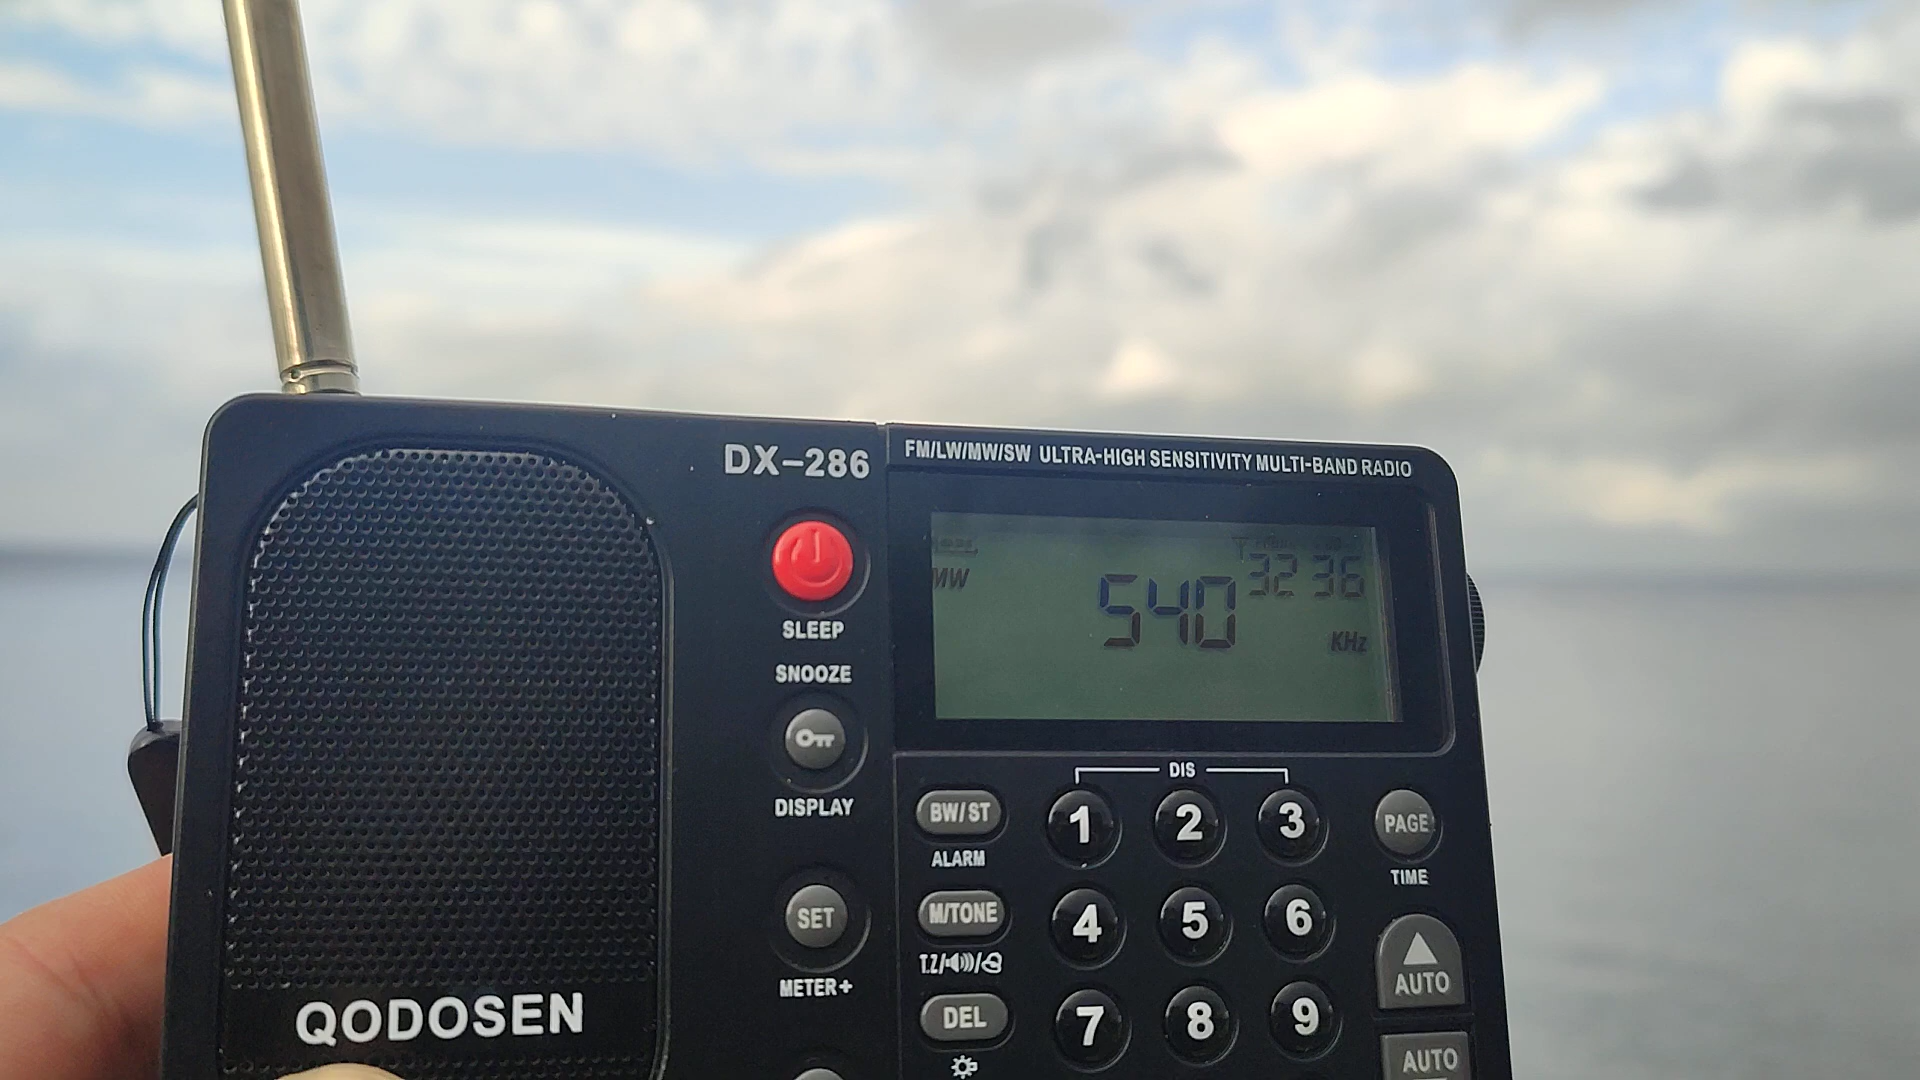 DX-286
FM/LW/MW/SW ULTRA-HIGH SENSITIVITY MULTI-BAND RADIO
MW
540
32 36
KHz
SLEEP
SNOOZE
DISPLAY
DIS
BW/ST
1
2
3
PAGE
ALARM
TIME
SET
M/TONE
4
5
6
AUTO
METER+
T.Z/
DEL
7
8
9
AUTO
QODOSEN